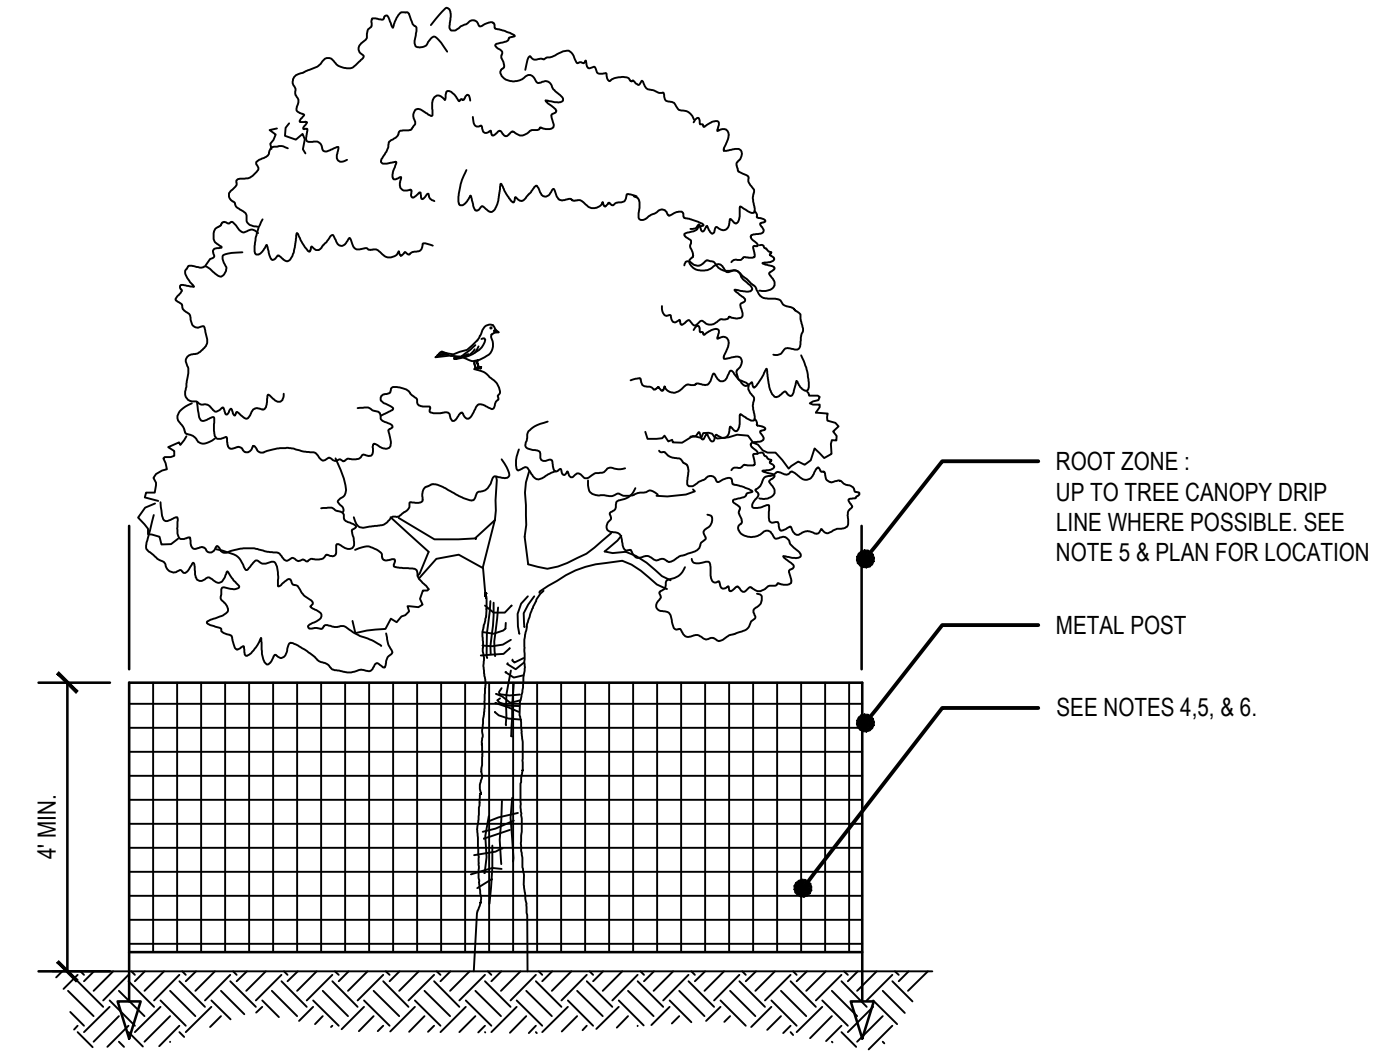 ROOT ZONE :
UP TO TREE CANOPY DRIP
LINE WHERE POSSIBLE. SEE
NOTE 5 & PLAN FOR LOCATION
METAL POST
SEE NOTES 4,5, & 6.
4' MIN.